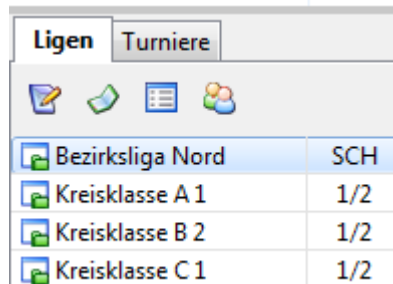 Ligen Turniere
Bezirksliga Nord SCH
Kreisklasse A 1 1/2
Kreisklasse B 2 1/2
Kreisklasse C 1 1/2